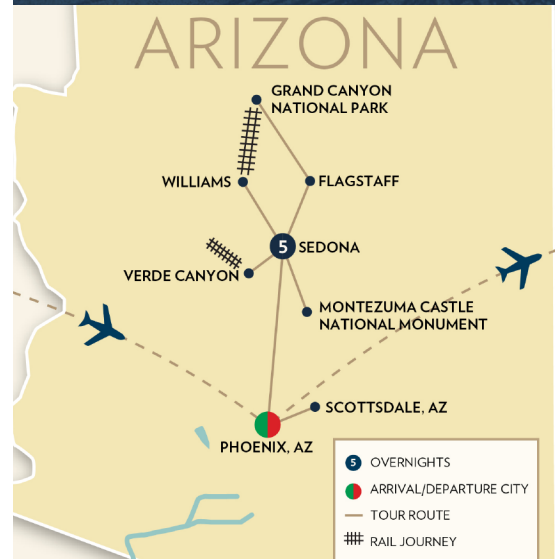 ARIZONA
GRAND CANYON
NATIONAL PARK
WILLIAMS
FLAGSTAFF
5 SEDONA
VERDE CANYON
MONTEZUMA CASTLE
NATIONAL MONUMENT
SCOTTSDALE, AZ
PHOENIX, AZ
5 OVERNIGHTS
ARRIVAL/DEPARTURE CITY
TOUR ROUTE
RAIL JOURNEY